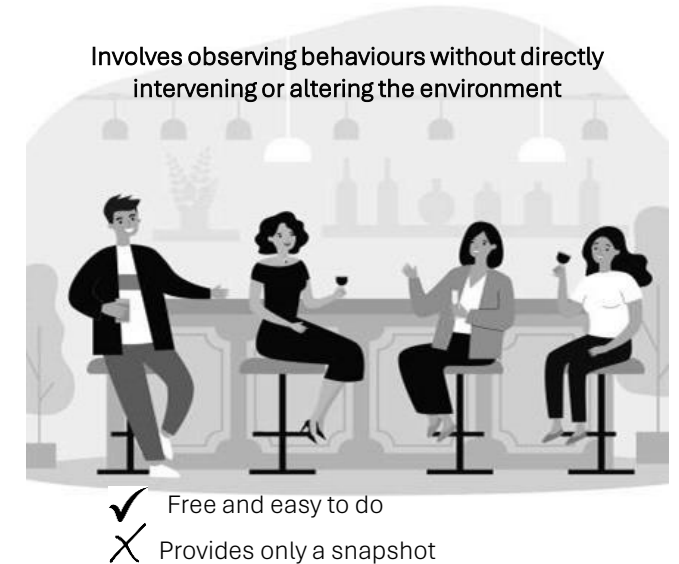 Involves observing behaviours without directly
intervening or altering the environment
Free and easy to do
Provides only a snapshot